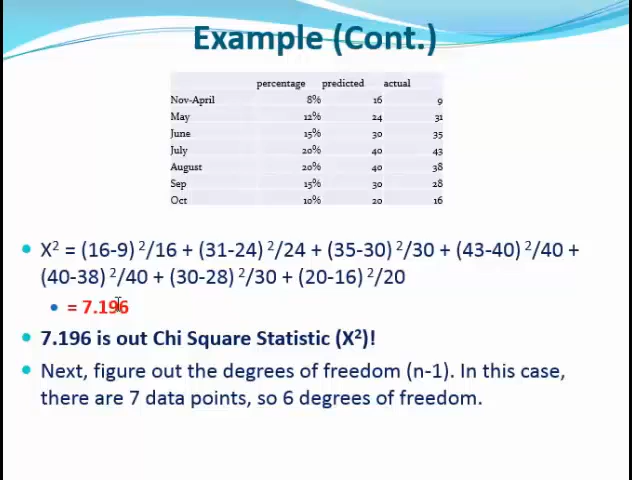 Example (Cont.)
percentage predicted actual
Nov-April 8% 16 9
May 12% 24 31
June 15% 30 35
July 20% 40 43
August 20% 40 38
Sep 15% 30 28
Oct 10% 20 16
• X² = (16-9) ²/16 + (31-24) ²/24 + (35-30) ²/30 + (43-40) ²/40 +
(40-38) ²/40 + (30-28) ²/30 + (20-16) ²/20
• = 7.196
• 7.196 is out Chi Square Statistic (X²)!
• Next, figure out the degrees of freedom (n-1). In this case,
there are 7 data points, so 6 degrees of freedom.